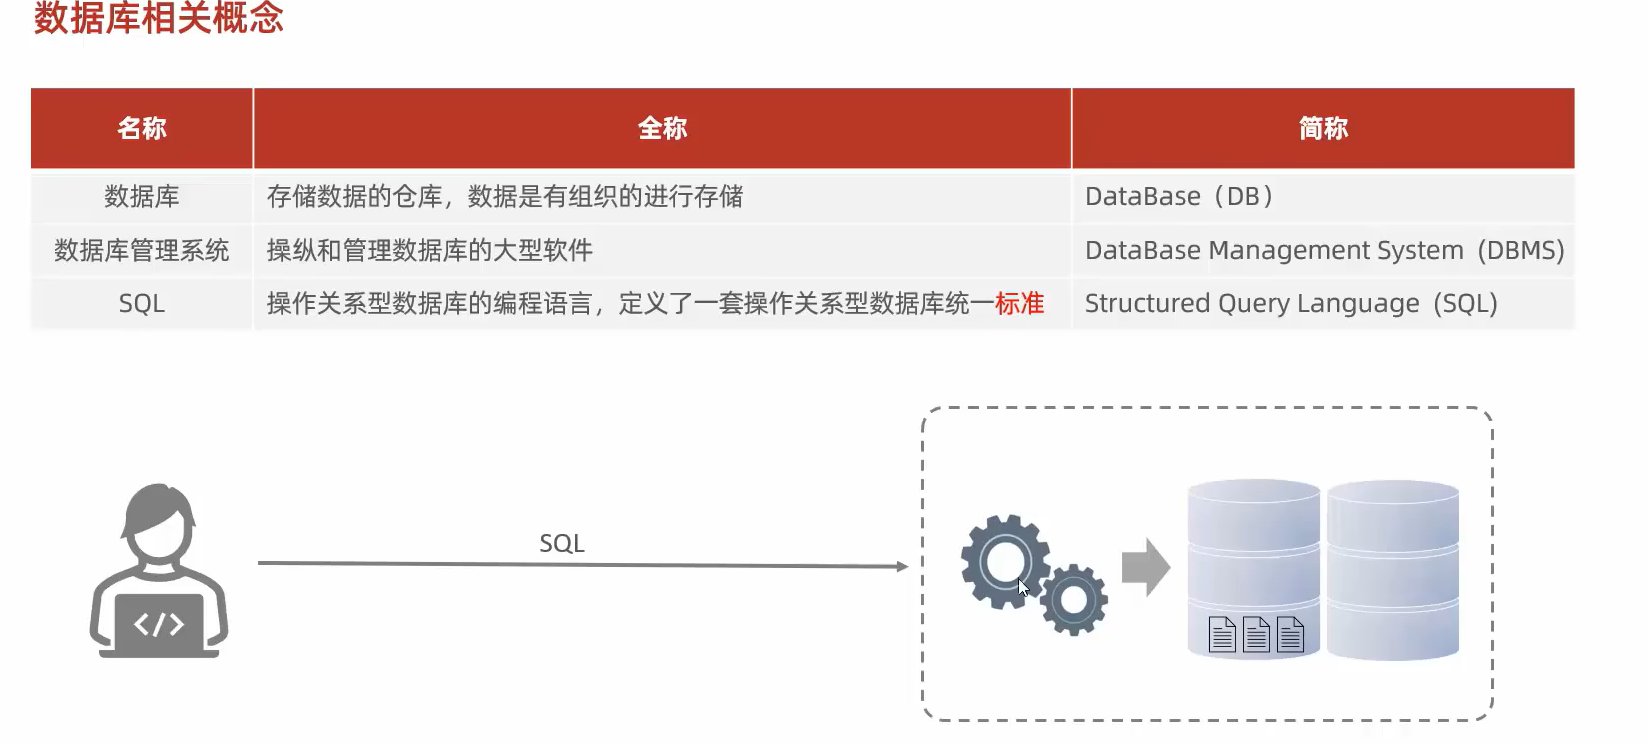 数据库相关概念
名称 全称 简称
数据库 存储数据的仓库，数据是有组织的进行存储 DataBase（DB）
数据库管理系统 操纵和管理数据库的大型软件 DataBase Management System (DBMS)
SQL 操作关系型数据库的编程语言，定义了一套操作关系型数据库统一标准 Structured Query Language (SQL)
SQL
</>